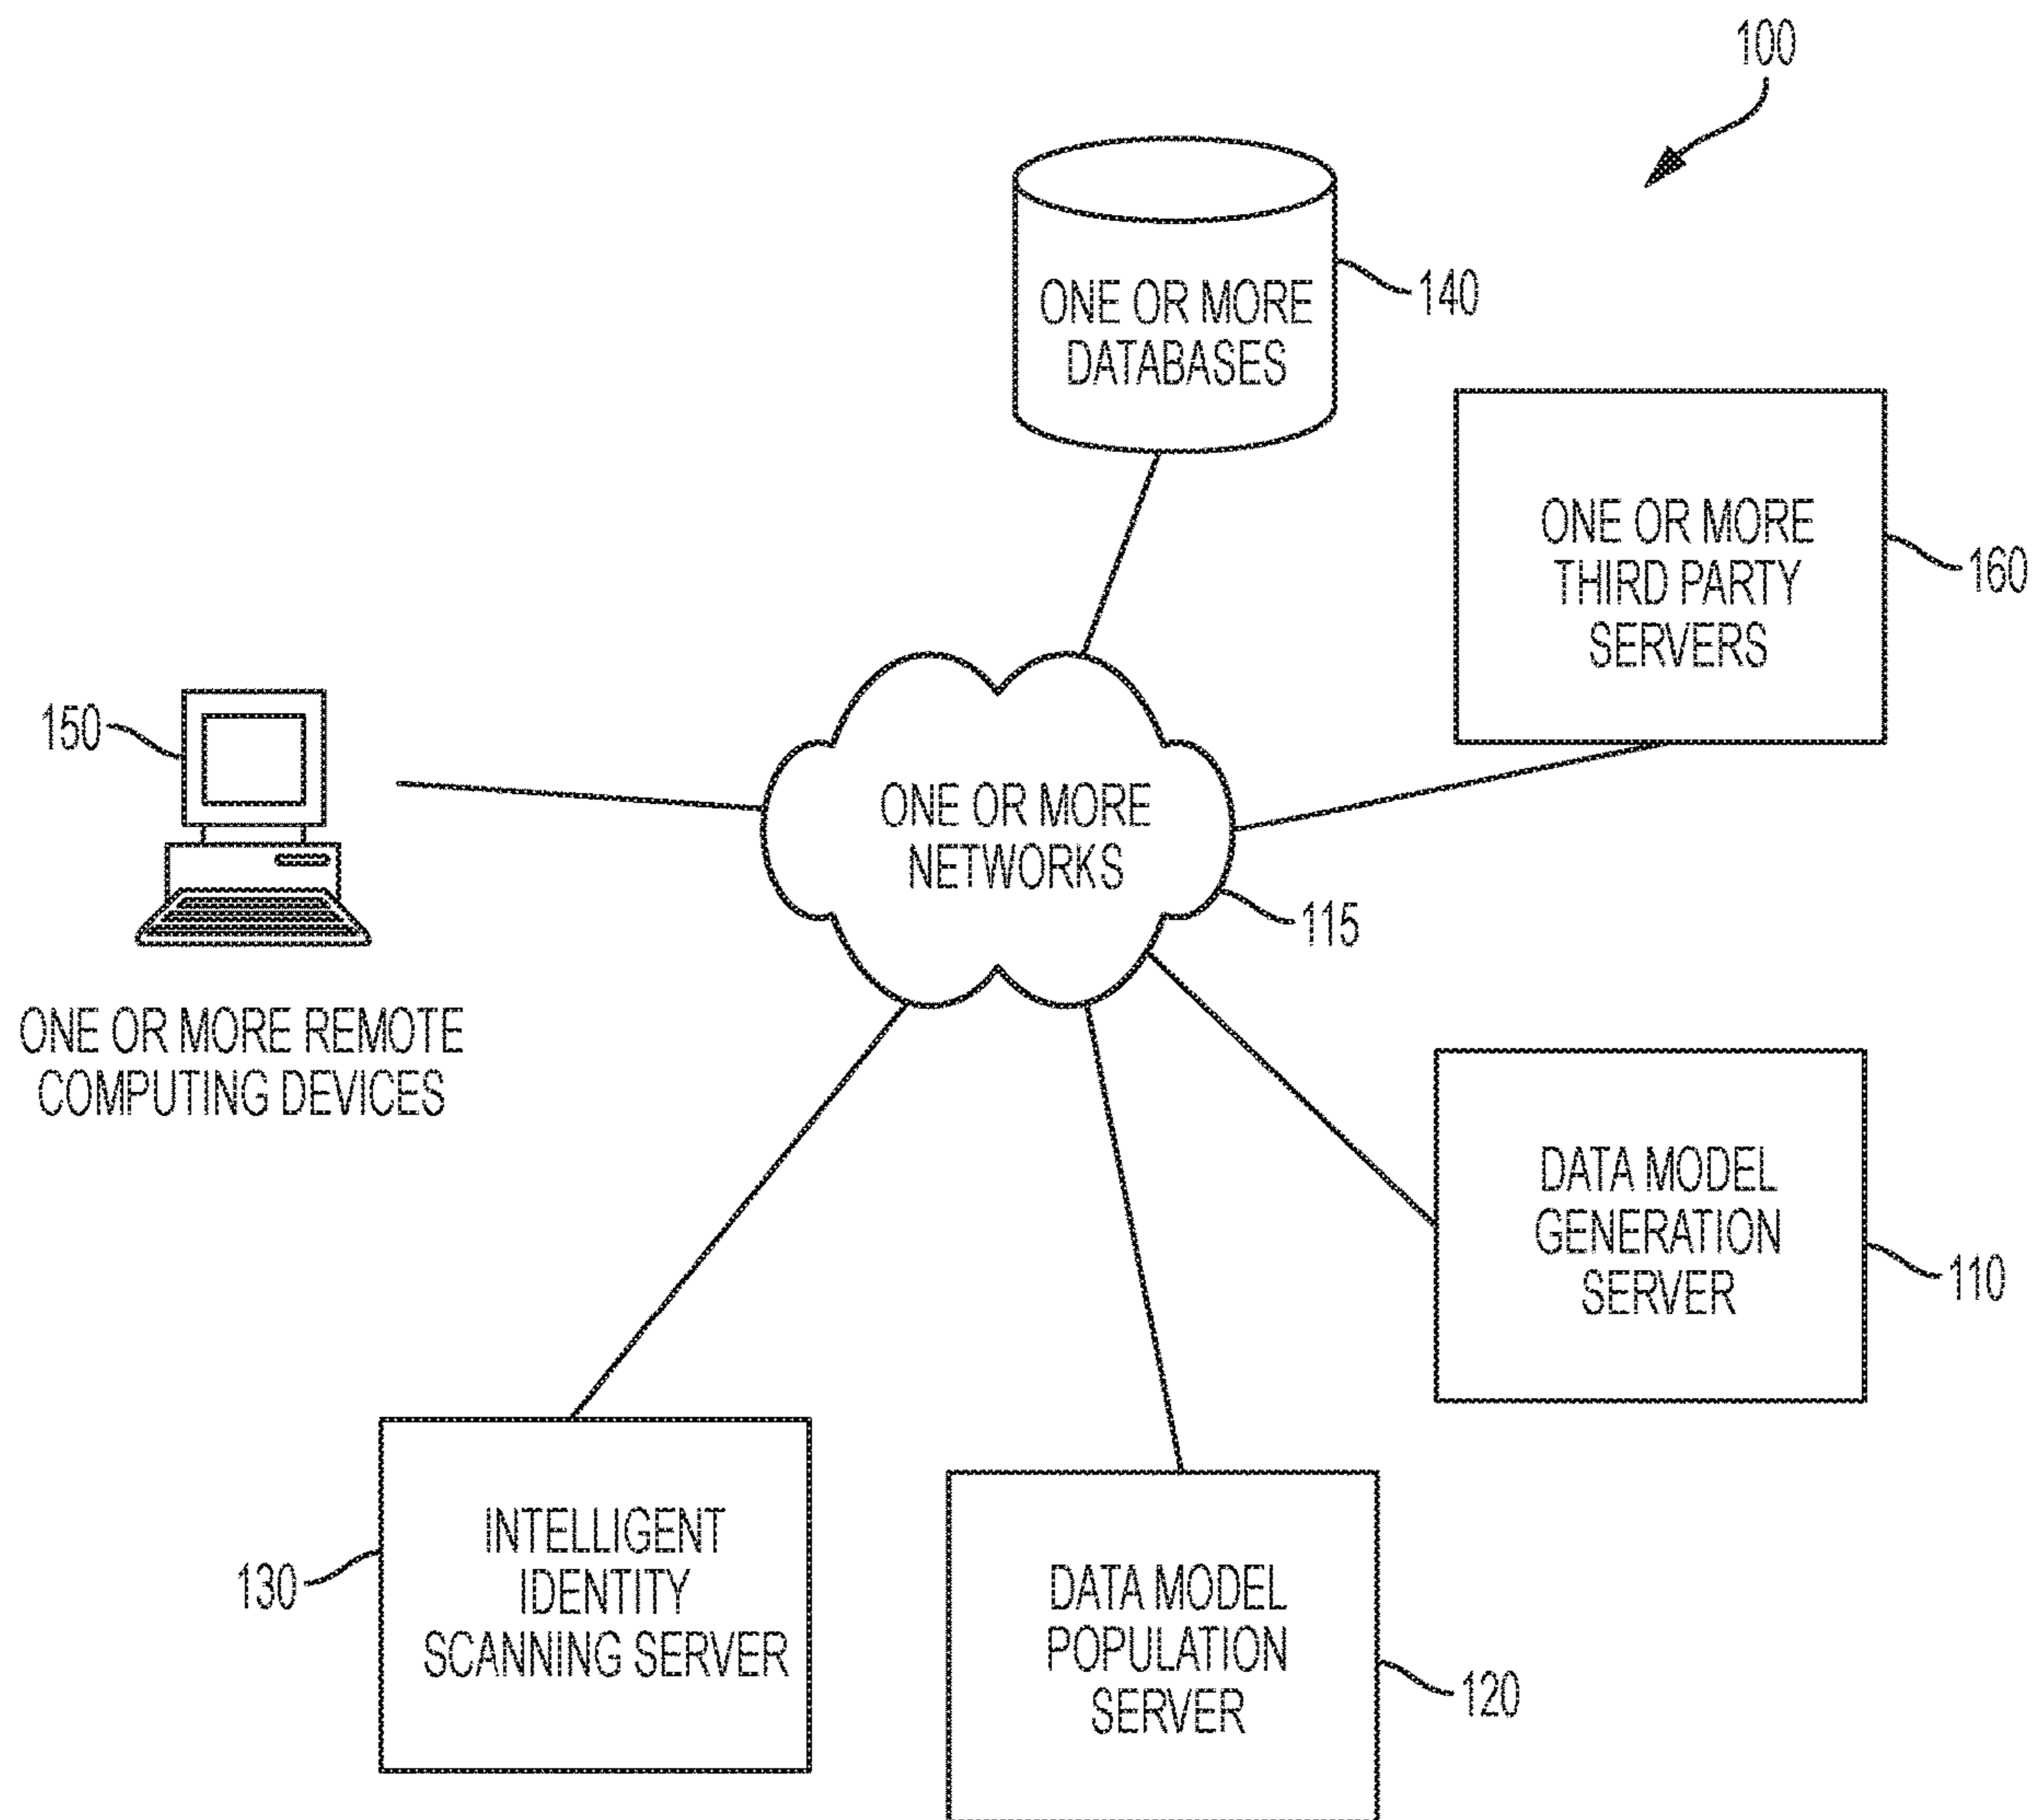 100
ONE OR MORE
DATABASES
140
ONE OR MORE
THIRD PARTY
SERVERS
160
150
ONE OR MORE REMOTE
COMPUTING DEVICES
ONE OR MORE
NETWORKS
115
DATA MODEL
GENERATION
SERVER
110
INTELLIGENT
IDENTITY
SCANNING SERVER
130
DATA MODEL
POPULATION
SERVER
120